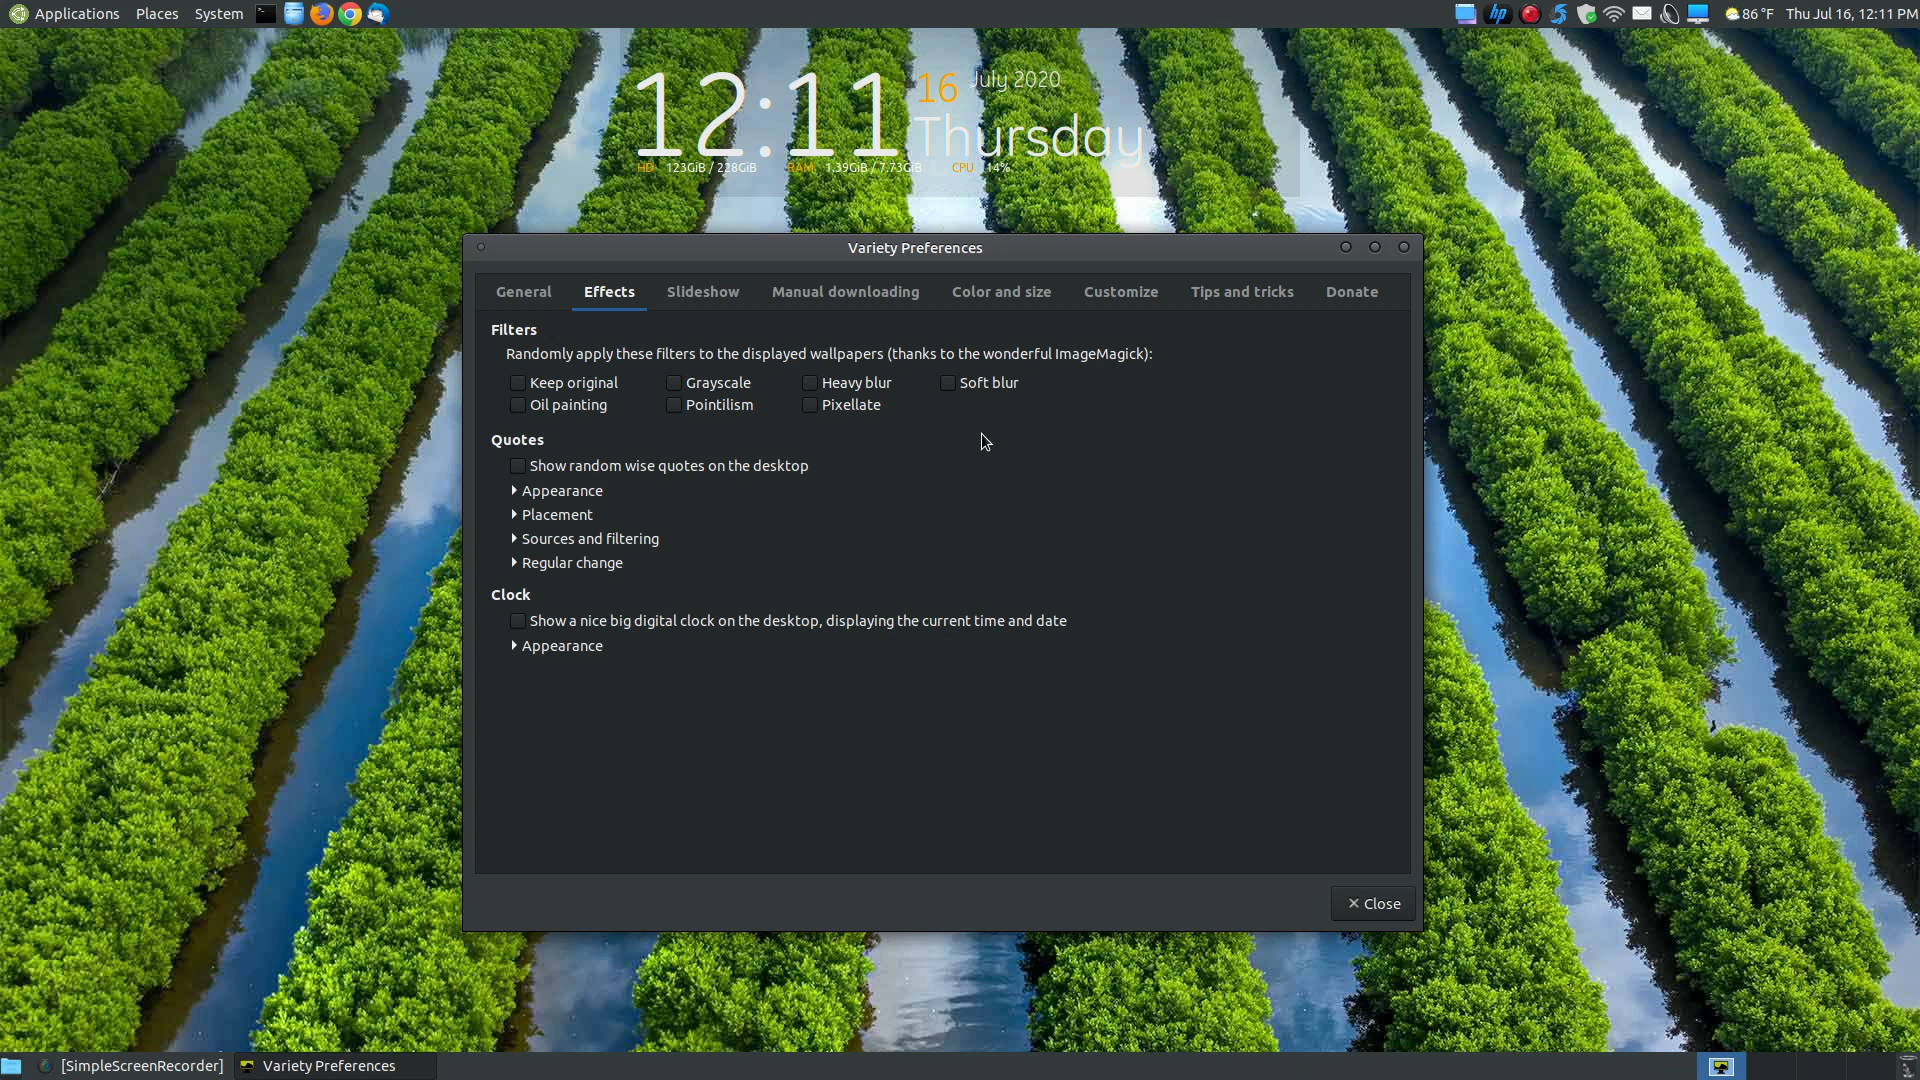 Applications Places System
hp 86 °F Thu Jul 16, 12:11 PM
12:11 16 July 2020
Thursday
HD 123GiB / 228GiB RAM 1.39GiB / 7.73GiB CPU 14%
Variety Preferences
General Effects Slideshow Manual downloading Color and size Customize Tips and tricks Donate
Filters
Randomly apply these filters to the displayed wallpapers (thanks to the wonderful ImageMagick):
Keep original Grayscale Heavy blur Soft blur
Oil painting Pointilism Pixellate
Quotes
Show random wise quotes on the desktop
Appearance
Placement
Sources and filtering
Regular change
Clock
Show a nice big digital clock on the desktop, displaying the current time and date
Appearance
Close
[SimpleScreenRecorder] Variety Preferences